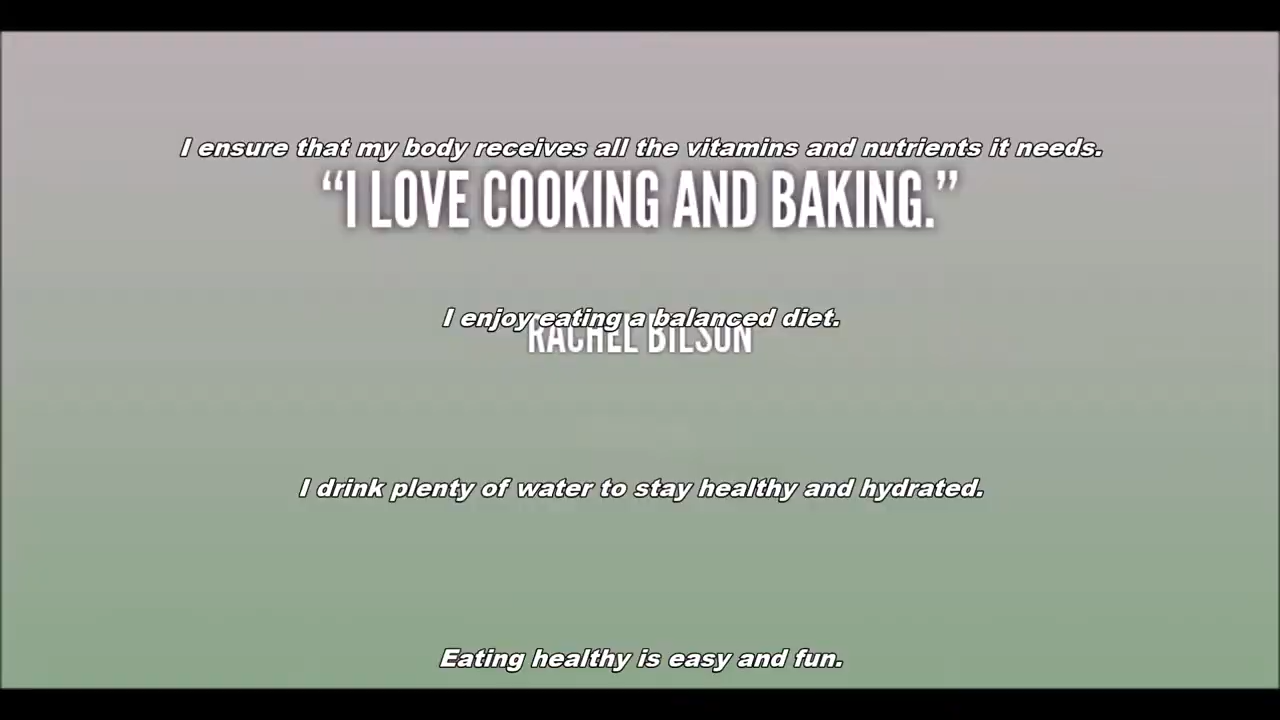 I ensure that my body receives all the vitamins and nutrients it needs.
“I LOVE COOKING AND BAKING.”
I enjoy eating a balanced diet.
RACHEL BILSON
I drink plenty of water to stay healthy and hydrated.
Eating healthy is easy and fun.